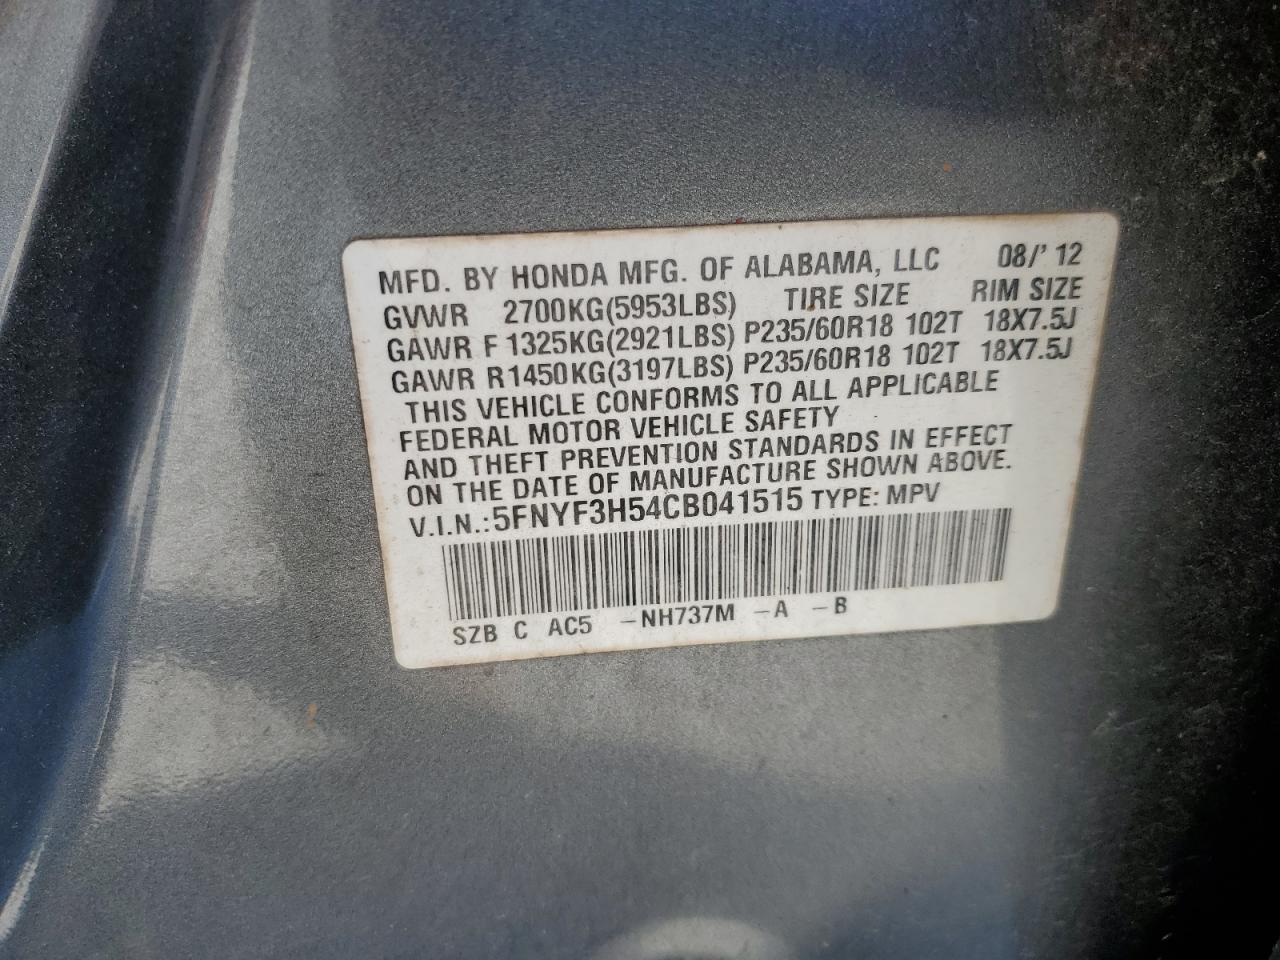 MFD. BY HONDA MFG. OF ALABAMA, LLC 08/' 12
GVWR 2700KG(5953LBS) TIRE SIZE RIM SIZE
GAWR F 1325KG(2921LBS) P235/60R18 102T 18X7.5J
GAWR R1450KG(3197LBS) P235/60R18 102T 18X7.5J
THIS VEHICLE CONFORMS TO ALL APPLICABLE
FEDERAL MOTOR VEHICLE SAFETY
AND THEFT PREVENTION STANDARDS IN EFFECT
ON THE DATE OF MANUFACTURE SHOWN ABOVE.
V.I.N.:5FNYF3H54CB041515 TYPE: MPV
SZB C AC5 -NH737M -A -B